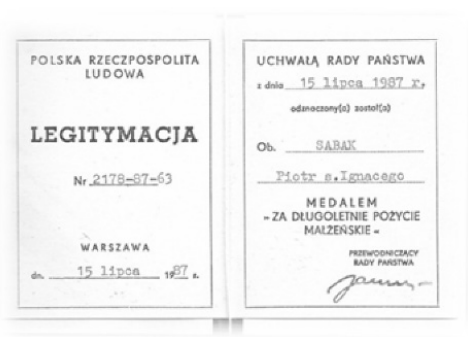 POLSKA RZECZPOSPOLITA
LUDOWA
LEGITYMACJA
Nr 2178-87-63
WARSZAWA
dn. 15 lipca 1987 r.
UCHWAŁĄ RADY PAŃSTWA
z dnia 15 lipca 1987 r.
odznaczony(a) został(a)
Ob. SABAK
Piotr s.Ignacego
MEDALEM
„ZA DŁUGOLETNIE POŻYCIE
MAŁŻEŃSKIE"
PRZEWODNICZĄCY
RADY PAŃSTWA